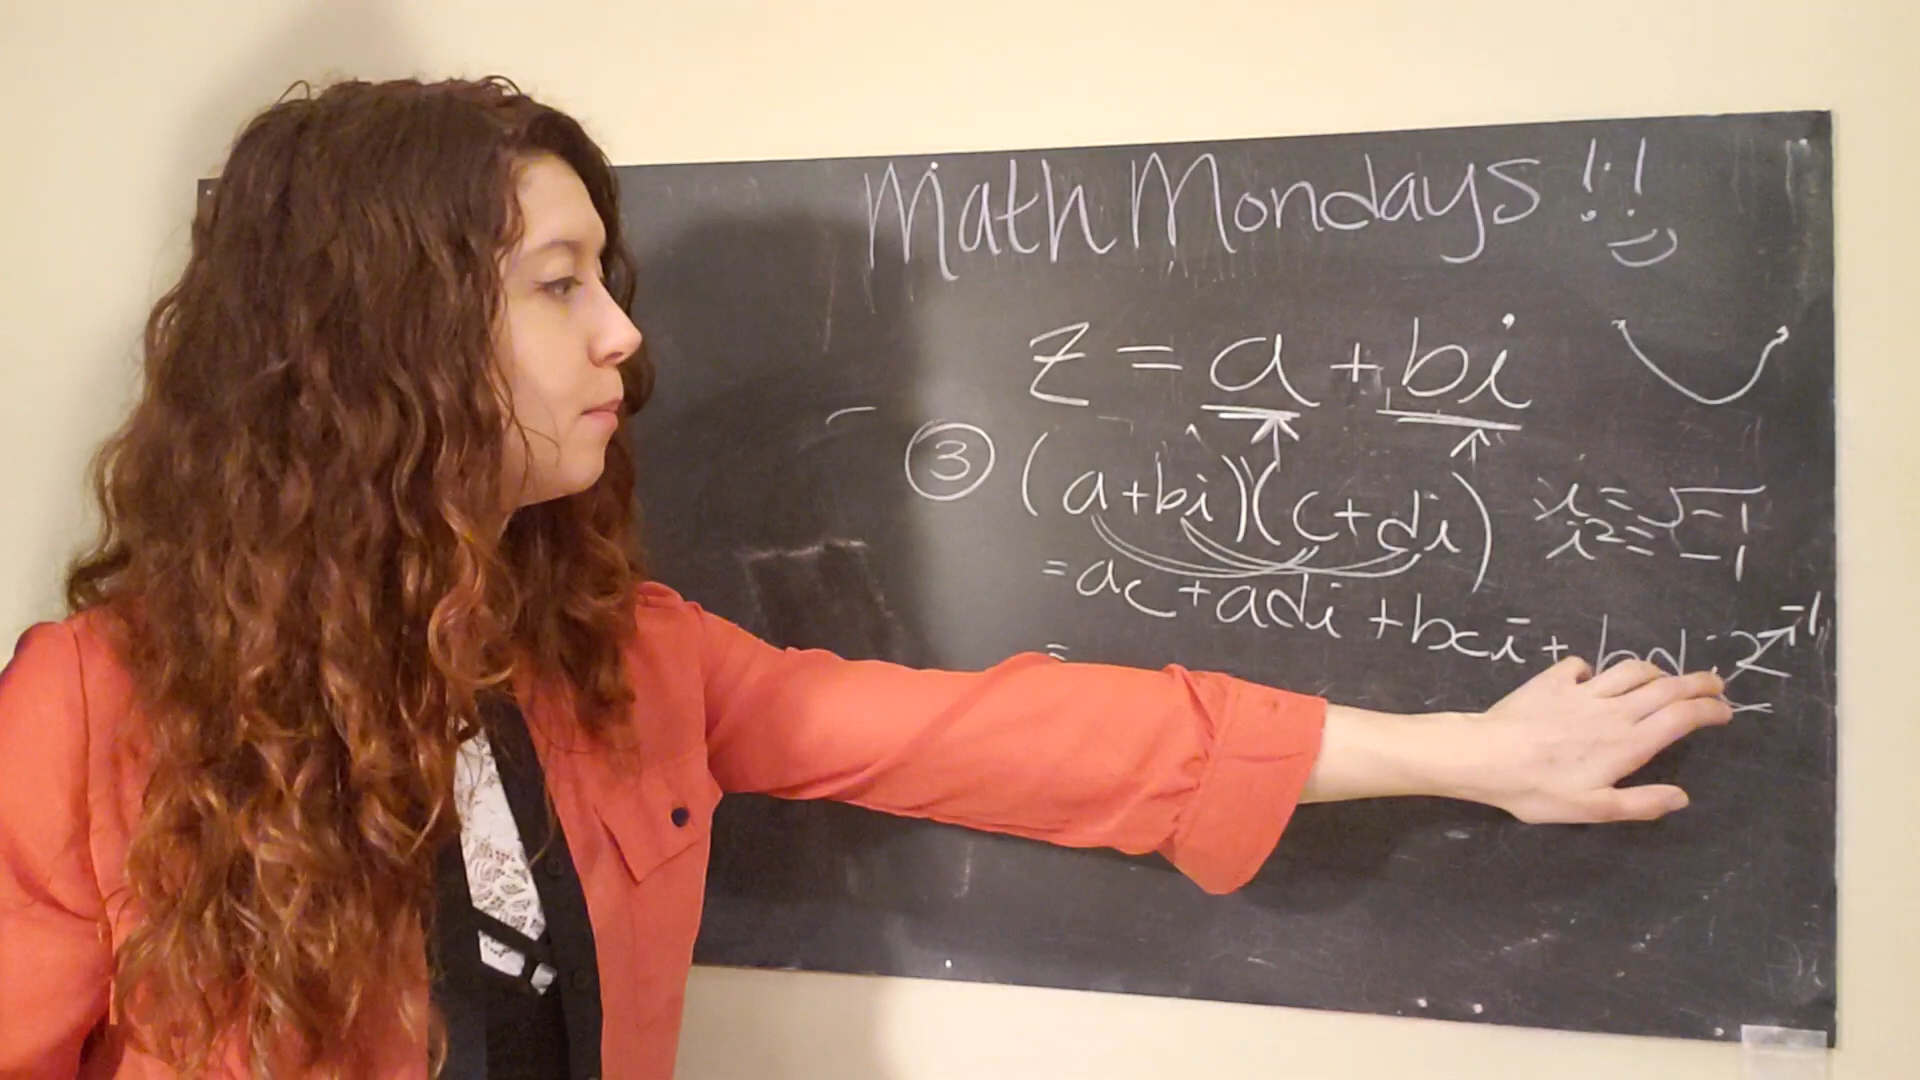 Math Mondays!!
z = a + bi
③ (a+bi)(c+di)
i = √-1
i² = -1
= ac + adi + bci + bdi² -1
=